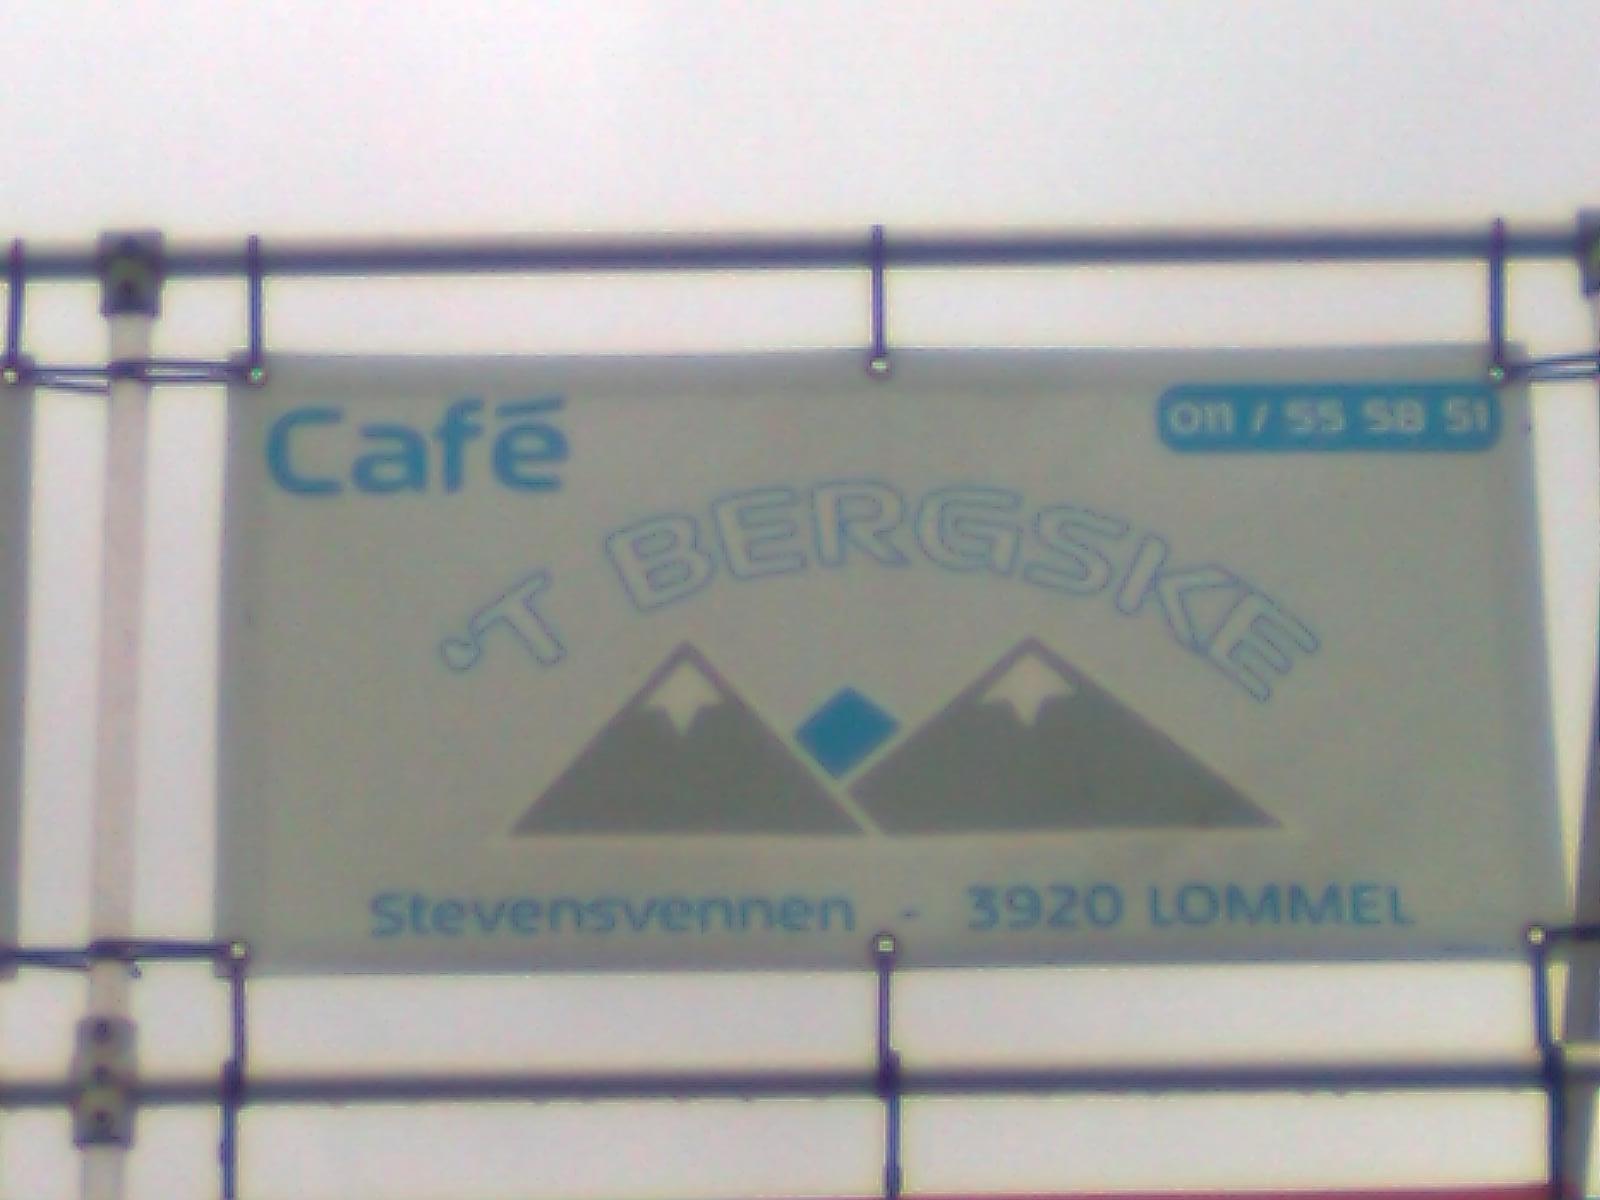 Café
011 / 55 58 51
'T BERGSKE
Stevensvennen - 3920 LOMMEL